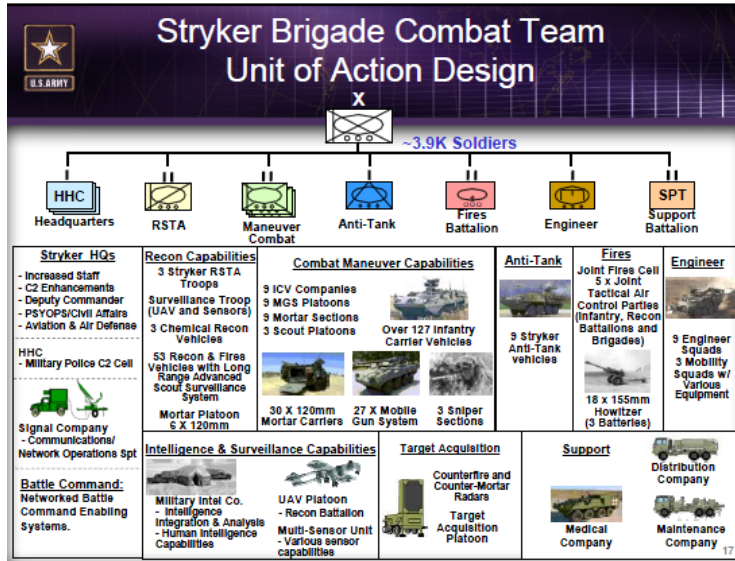 Stryker Brigade Combat Team
Unit of Action Design
U.S.ARMY
X
~3.9K Soldiers
I
II
II
I
II
I
II
HHC
SPT
Headquarters
RSTA
Maneuver
Combat
Anti-Tank
Fires
Battalion
Engineer
Support
Battalion
Stryker HQs
- Increased Staff
- C2 Enhancements
- Deputy Commander
- PSYOPS/Civil Affairs
- Aviation & Air Defense
HHC
- Military Police C2 Cell
Signal Company
- Communications/
Network Operations Spt
Battle Command:
Networked Battle
Command Enabling
Systems.
Recon Capabilities
3 Stryker RSTA
Troops
Surveillance Troop
(UAV and Sensors)
3 Chemical Recon
Vehicles
53 Recon & Fires
Vehicles with Long
Range Advanced
Scout Surveillance
System
Mortar Platoon
6 X 120mm
Combat Maneuver Capabilities
9 ICV Companies
9 MGS Platoons
9 Mortar Sections
3 Scout Platoons
Over 127 Infantry
Carrier Vehicles
30 X 120mm
Mortar Carriers
27 X Mobile
Gun System
3 Sniper
Sections
Anti-Tank
9 Stryker
Anti-Tank
vehicles
Fires
Joint Fires Cell
5 x Joint
Tactical Air
Control Parties
(Infantry, Recon
Battalions and
Brigades)
18 x 155mm
Howitzer
(3 Batteries)
Engineer
9 Engineer
Squads
3 Mobility
Squads w/
Various
Equipment
Intelligence & Surveillance Capabilities
Military Intel Co.
- Intelligence
Integration & Analysis
- Human Intelligence
Capabilities
UAV Platoon
- Recon Battalion
Multi-Sensor Unit
- Various sensor
capabilities
Target Acquisition
Counterfire and
Counter-Mortar
Radars
Target
Acquisition
Platoon
Support
Medical
Company
Distribution
Company
Maintenance
Company
17